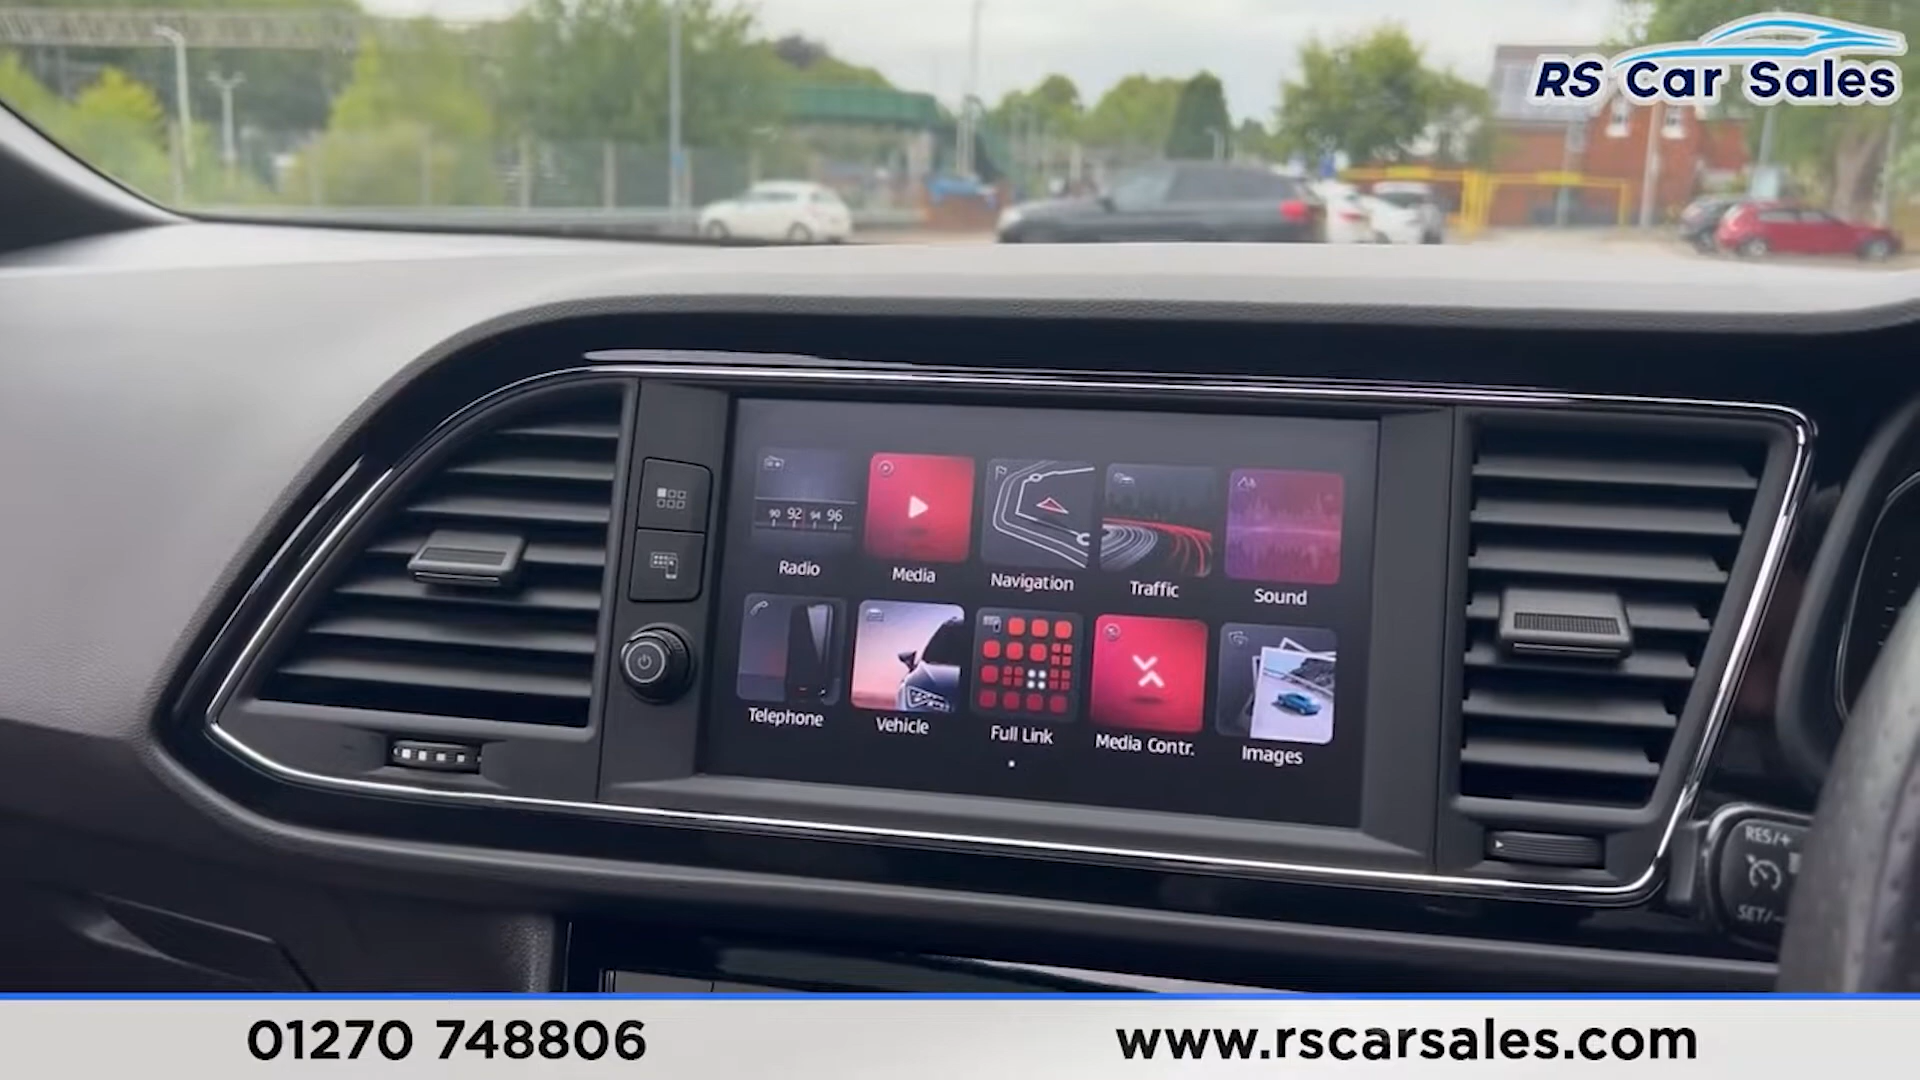 RS Car Sales
90 92 94 96
Radio
Media
Navigation
Traffic
Sound
Telephone
Vehicle
Full Link
Media Contr.
Images
RES/+
SET/-
01270 748806
www.rscarsales.com